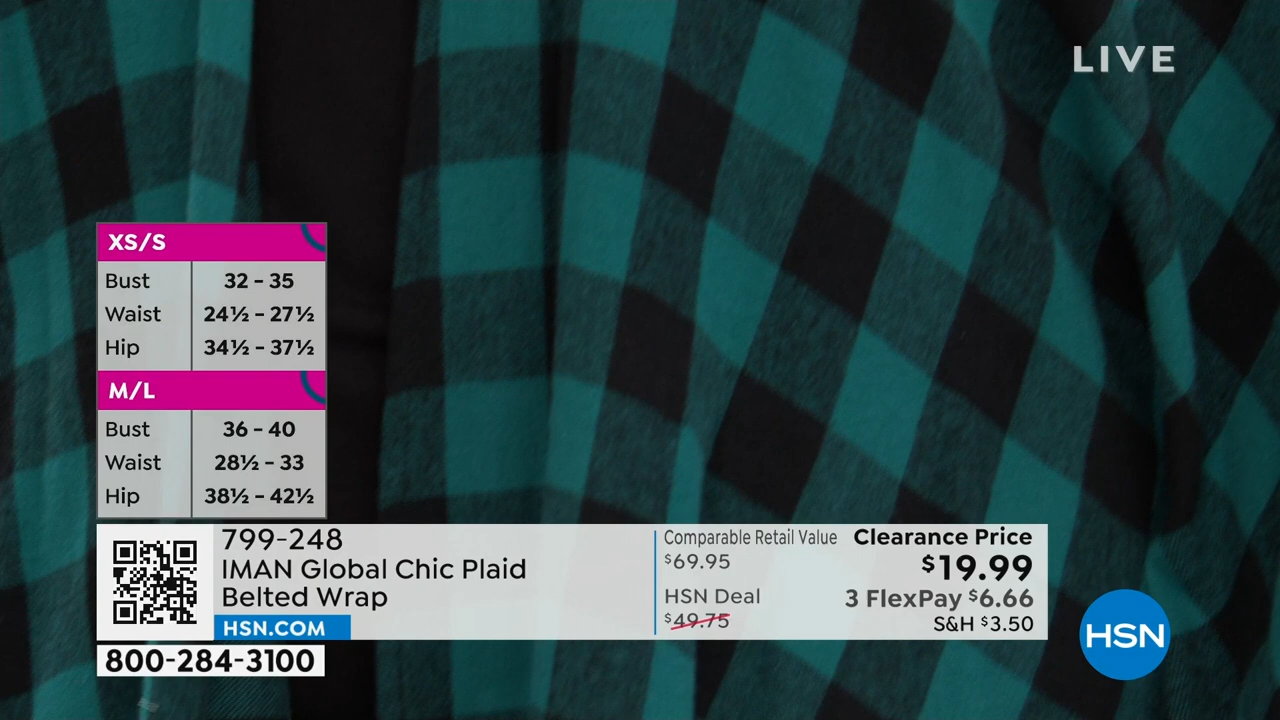 LIVE
XS/S
Bust 32 - 35
Waist 24½ - 27½
Hip 34½ - 37½
M/L
Bust 36 - 40
Waist 28½ - 33
Hip 38½ - 42½
799-248
IMAN Global Chic Plaid
Belted Wrap
HSN.COM
800-284-3100
Comparable Retail Value
$69.95
HSN Deal
$49.75
Clearance Price
$19.99
3 FlexPay $6.66
S&H $3.50
HSN